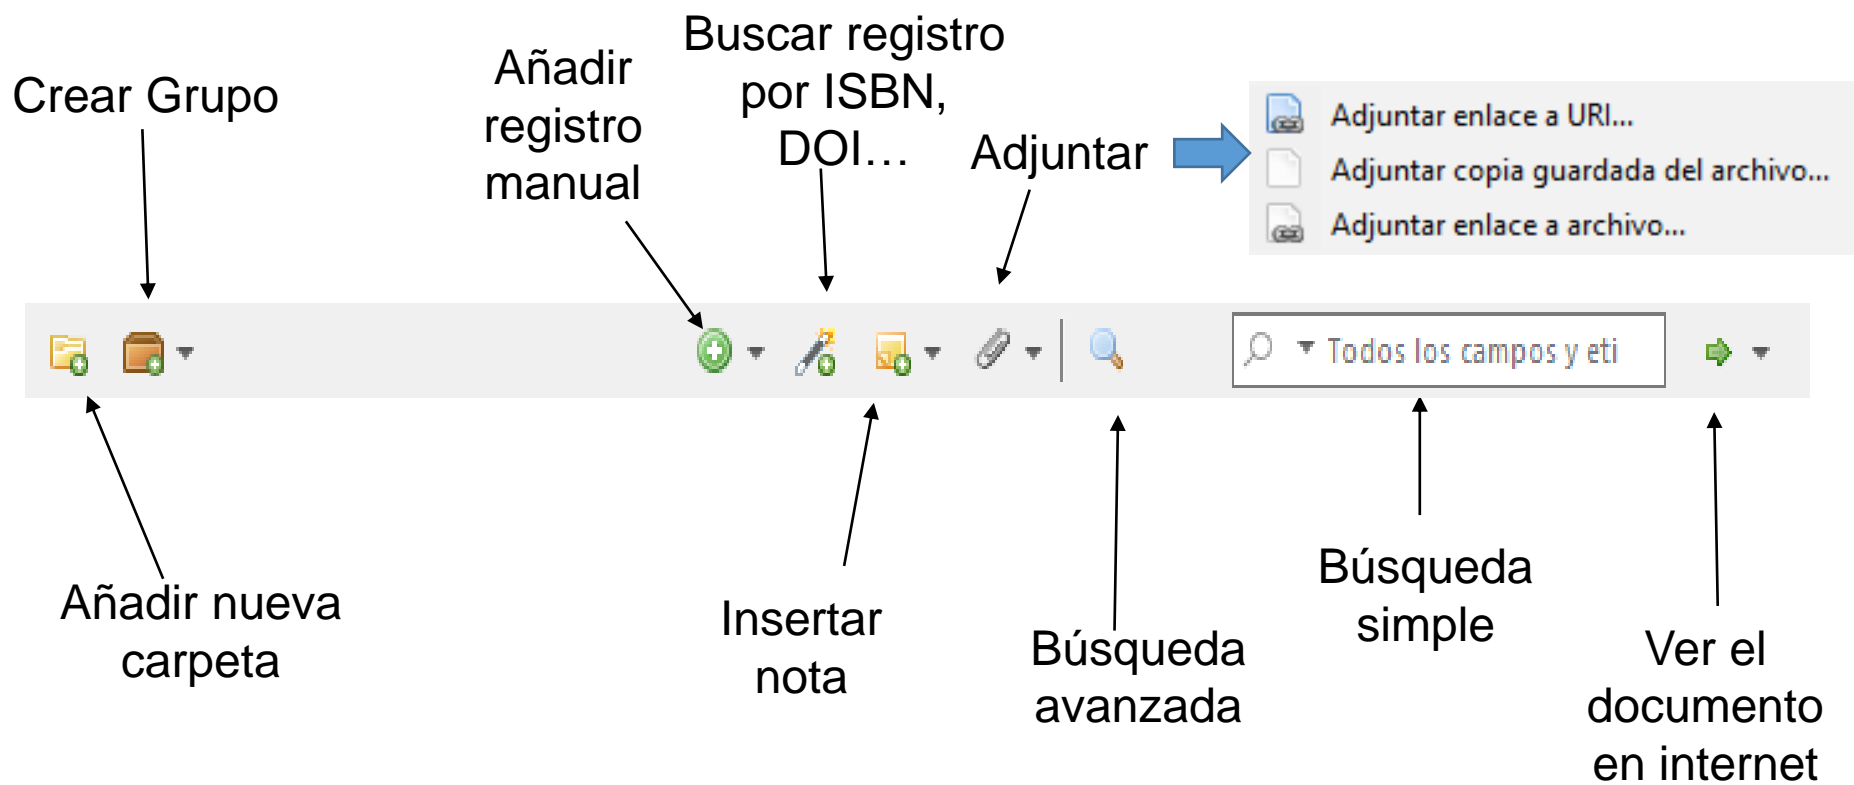 Crear Grupo
Añadir
registro
manual
Buscar registro
por ISBN,
DOI…
Adjuntar
Adjuntar enlace a URI...
Adjuntar copia guardada del archivo...
Adjuntar enlace a archivo...
Todos los campos y eti
Añadir nueva
carpeta
Insertar
nota
Búsqueda
avanzada
Búsqueda
simple
Ver el
documento
en internet